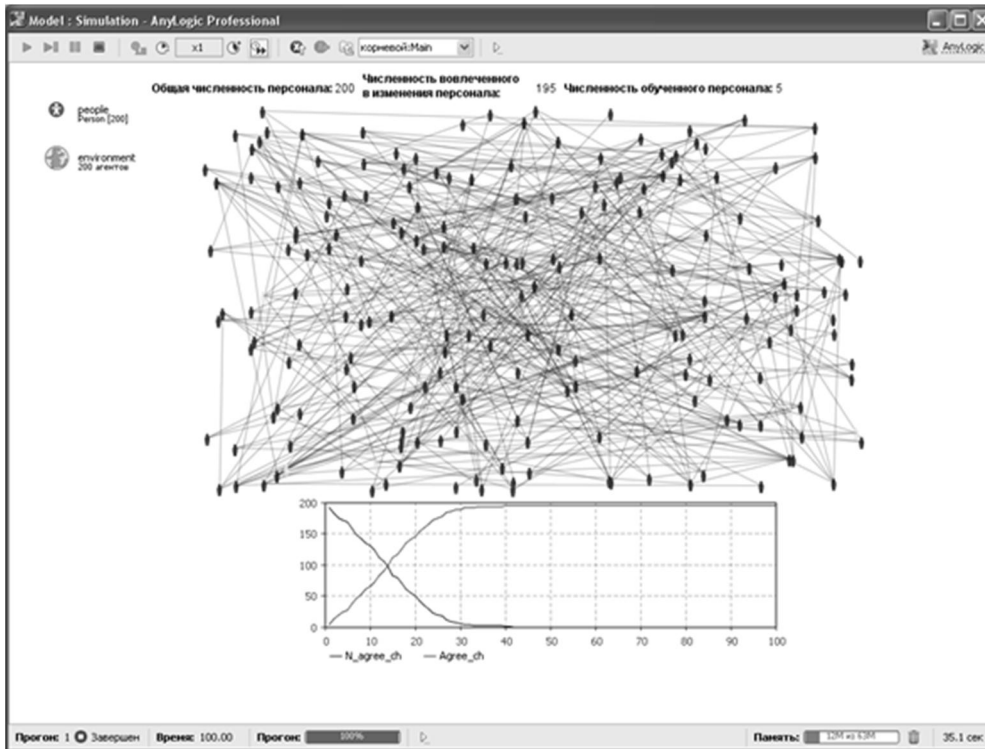 Model : Simulation - AnyLogic Professional
x1
корневой:Main
AnyLogic
Общая численность персонала: 200
Численность вовлеченного
в изменения персонала: 195
Численность обученного персонала: 5
people
Person [200]
environment
200 агентов
200
150
100
50
0
0 10 20 30 40 50 60 70 80 90 100
N_agree_ch Agree_ch
Прогон: 1 Завершен Время: 100.00 Прогон: 100% Память: 12M из 63M 35.1 сек